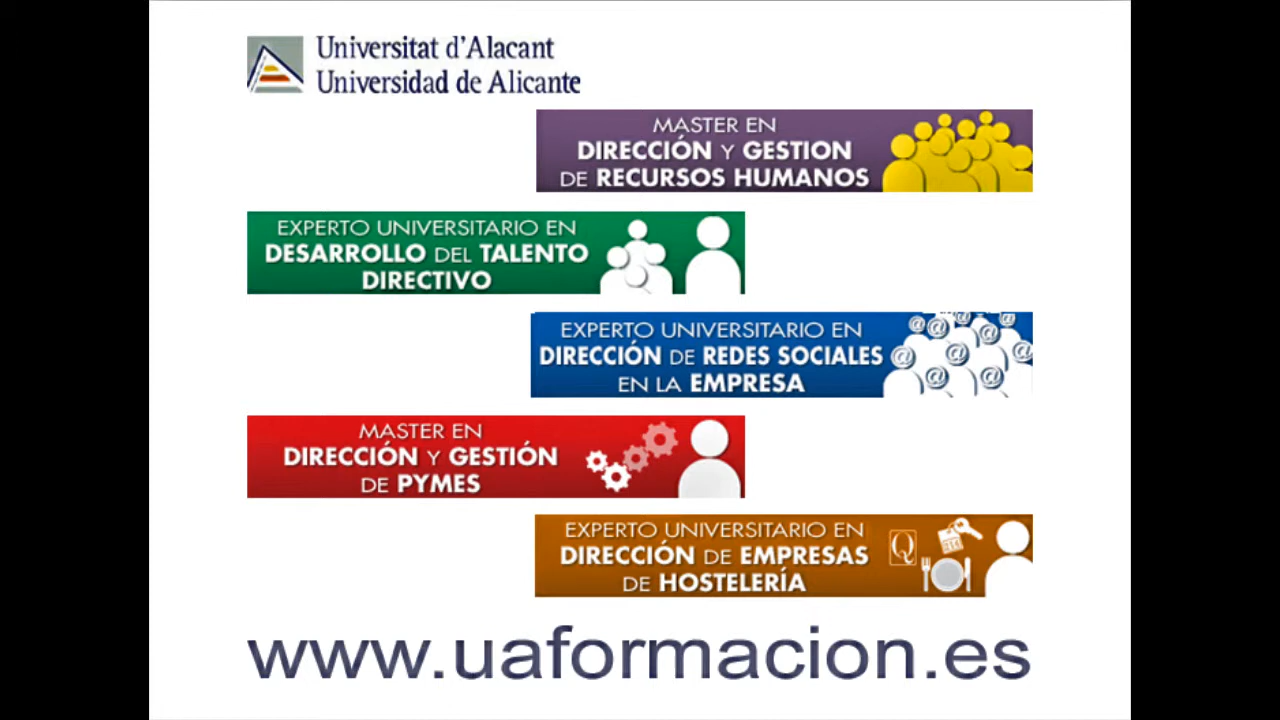 Universitat d'Alacant
Universidad de Alicante
MASTER EN
DIRECCIÓN Y GESTION
DE RECURSOS HUMANOS
EXPERTO UNIVERSITARIO EN
DESARROLLO DEL TALENTO
DIRECTIVO
EXPERTO UNIVERSITARIO EN
DIRECCIÓN DE REDES SOCIALES
EN LA EMPRESA
MASTER EN
DIRECCIÓN Y GESTIÓN
DE PYMES
EXPERTO UNIVERSITARIO EN
DIRECCIÓN DE EMPRESAS
DE HOSTELERÍA
Q
www.uaformacion.es